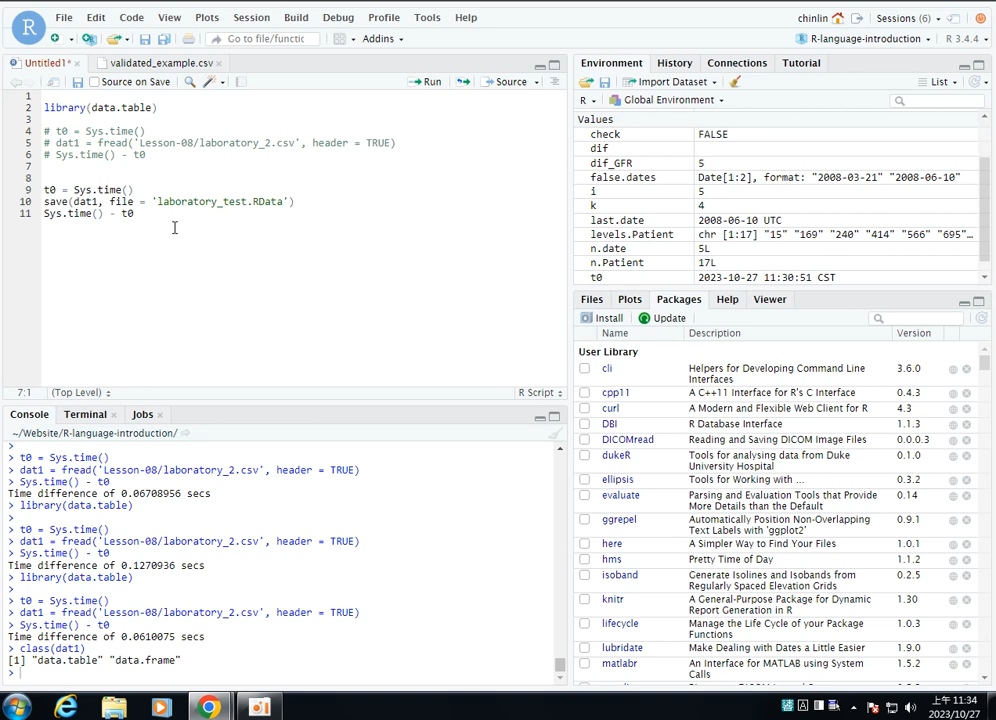 File Edit Code View Plots Session Build Debug Profile Tools Help
chinlin Sessions (6)
Go to file/functic Addins R-language-introduction R 3.4.4
Untitled1* validated_example.csv
Source on Save Run Source
1
2 library(data.table)
3
4 # t0 = Sys.time()
5 # dat1 = fread('Lesson-08/laboratory_2.csv', header = TRUE)
6 # Sys.time() - t0
7
8
9 t0 = Sys.time()
10 save(dat1, file = 'laboratory_test.RData')
11 Sys.time() - t0
7:1 (Top Level) R Script
Console Terminal Jobs
~/Website/R-language-introduction/
>
> t0 = Sys.time()
> dat1 = fread('Lesson-08/laboratory_2.csv', header = TRUE)
> Sys.time() - t0
Time difference of 0.06708956 secs
> library(data.table)
>
> t0 = Sys.time()
> dat1 = fread('Lesson-08/laboratory_2.csv', header = TRUE)
> Sys.time() - t0
Time difference of 0.1270936 secs
> library(data.table)
>
> t0 = Sys.time()
> dat1 = fread('Lesson-08/laboratory_2.csv', header = TRUE)
> Sys.time() - t0
Time difference of 0.0610075 secs
> class(dat1)
[1] "data.table" "data.frame"
>
Environment History Connections Tutorial
Import Dataset List
R Global Environment
Values
check FALSE
dif
dif_GFR 5
false.dates Date[1:2], format: "2008-03-21" "2008-06-10"
i 5
k 4
last.date 2008-06-10 UTC
levels.Patient chr [1:17] "15" "169" "240" "414" "566" "695"…
n.date 5L
n.Patient 17L
t0 2023-10-27 11:30:51 CST
Files Plots Packages Help Viewer
Install Update
Name Description Version
User Library
cli Helpers for Developing Command Line Interfaces 3.6.0
cpp11 A C++11 Interface for R's C Interface 0.4.3
curl A Modern and Flexible Web Client for R 4.3
DBI R Database Interface 1.1.3
DICOMread Reading and Saving DICOM Image Files 0.0.0.3
dukeR Tools for analysing data from Duke University Hospital 0.1.0
ellipsis Tools for Working with ... 0.3.2
evaluate Parsing and Evaluation Tools that Provide More Details than the Default 0.14
ggrepel Automatically Position Non-Overlapping Text Labels with 'ggplot2' 0.9.1
here A Simpler Way to Find Your Files 1.0.1
hms Pretty Time of Day 1.1.2
isoband Generate Isolines and Isobands from Regularly Spaced Elevation Grids 0.2.5
knitr A General-Purpose Package for Dynamic Report Generation in R 1.30
lifecycle Manage the Life Cycle of your Package Functions 1.0.3
lubridate Make Dealing with Dates a Little Easier 1.9.0
matlabr An Interface for MATLAB using System Calls 1.5.2
上午 11:34
2023/10/27